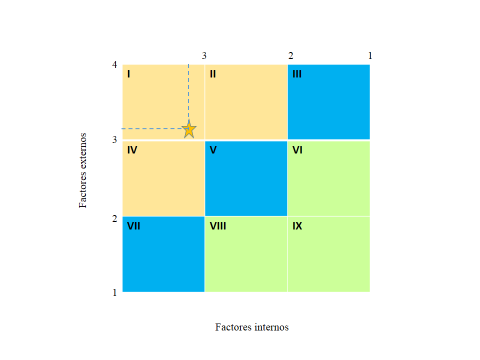 3 2 1
4
I II III
3
IV V VI
2
VII VIII IX
1
Factores externos
Factores internos